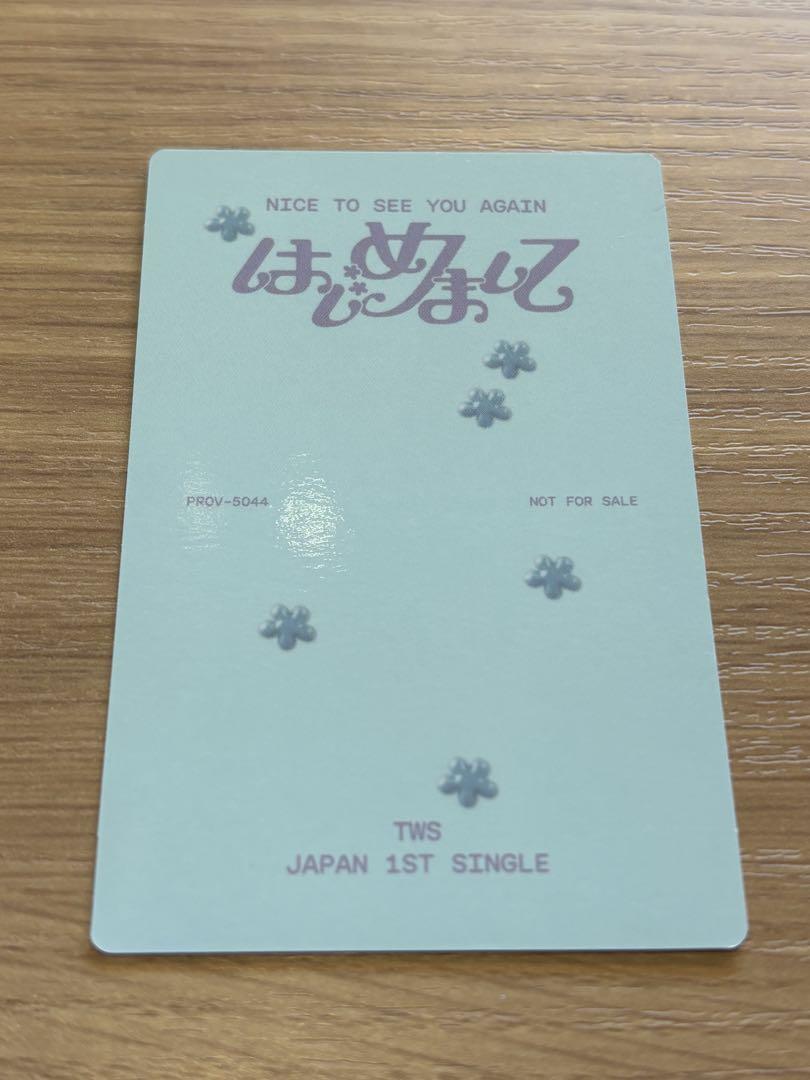 NICE TO SEE YOU AGAIN
はじめまして
PROV-5044
NOT FOR SALE
TWS
JAPAN 1ST SINGLE